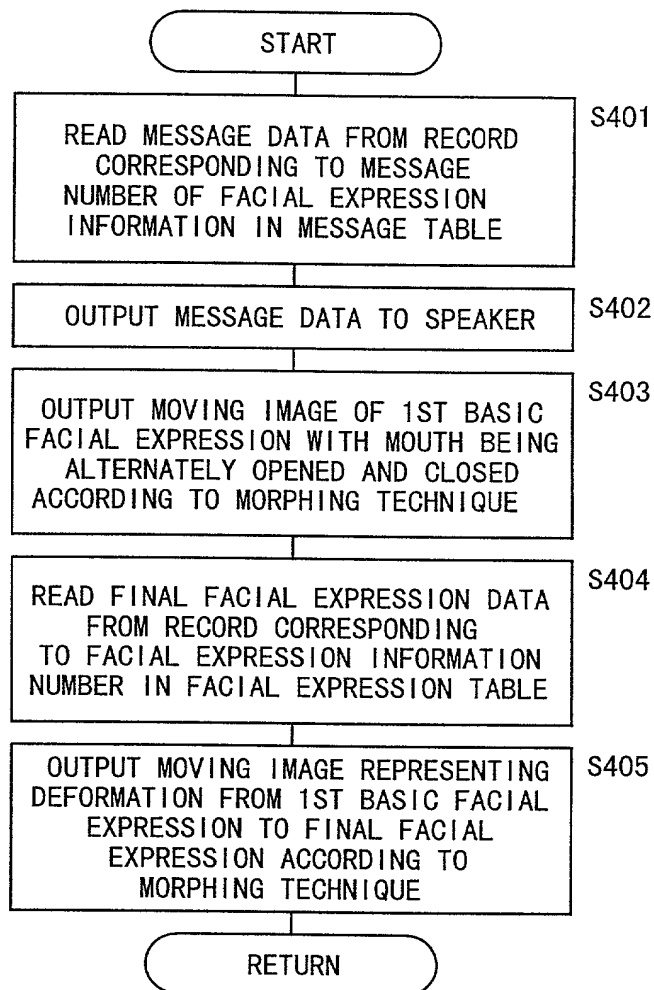 START
S401
READ MESSAGE DATA FROM RECORD
CORRESPONDING TO MESSAGE
NUMBER OF FACIAL EXPRESSION
INFORMATION IN MESSAGE TABLE
S402
OUTPUT MESSAGE DATA TO SPEAKER
S403
OUTPUT MOVING IMAGE OF 1ST BASIC
FACIAL EXPRESSION WITH MOUTH BEING
ALTERNATELY OPENED AND CLOSED
ACCORDING TO MORPHING TECHNIQUE
S404
READ FINAL FACIAL EXPRESSION DATA
FROM RECORD CORRESPONDING
TO FACIAL EXPRESSION INFORMATION
NUMBER IN FACIAL EXPRESSION TABLE
S405
OUTPUT MOVING IMAGE REPRESENTING
DEFORMATION FROM 1ST BASIC FACIAL
EXPRESSION TO FINAL FACIAL
EXPRESSION ACCORDING TO
MORPHING TECHNIQUE
RETURN